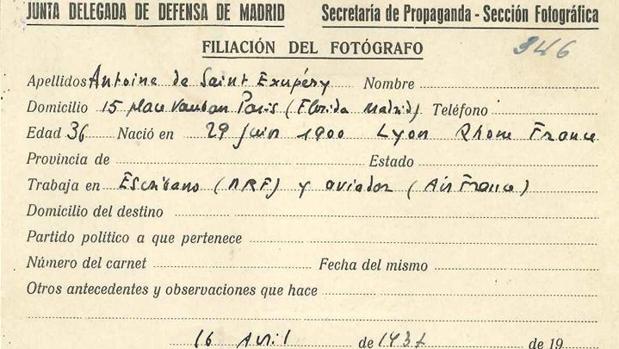 JUNTA DELEGADA DE DEFENSA DE MADRID Secretaría de Propaganda - Sección Fotográfica
FILIACIÓN DEL FOTÓGRAFO 346
Apellidos Antoine de Saint Exupéry Nombre
Domicilio 15 place Vauban Paris (Florida Madrid) Teléfono
Edad 36 Nació en 29 juin 1900 Lyon Rhone France
Provincia de Estado
Trabaja en Escribano (NRF) y aviador (Air France)
Domicilio del destino
Partido político a que pertenece
Número del carnet Fecha del mismo
Otros antecedentes y observaciones que hace
16 Avril de 1937 de 19